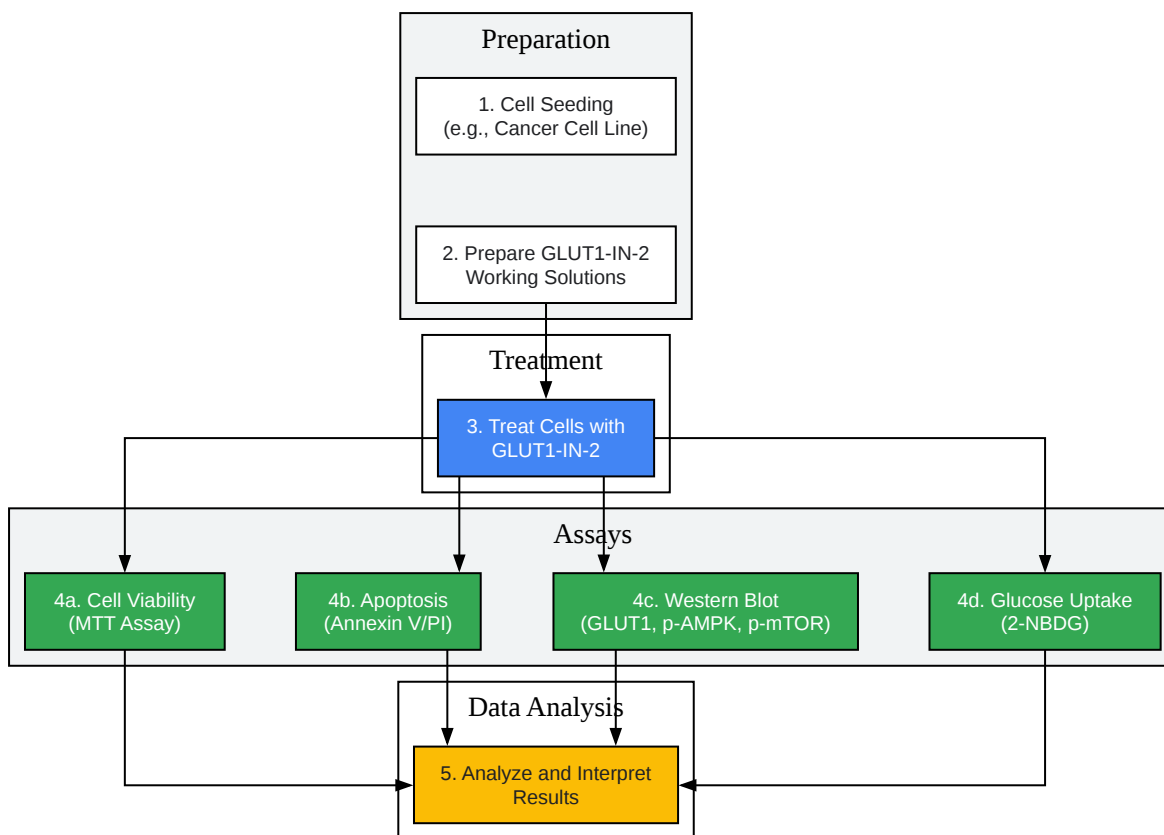 Preparation
1. Cell Seeding
(e.g., Cancer Cell Line)
2. Prepare GLUT1-IN-2
Working Solutions
Treatment
3. Treat Cells with
GLUT1-IN-2
Assays
4a. Cell Viability
(MTT Assay)
4b. Apoptosis
(Annexin V/PI)
4c. Western Blot
(GLUT1, p-AMPK, p-mTOR)
4d. Glucose Uptake
(2-NBDG)
Data Analysis
5. Analyze and Interpret
Results